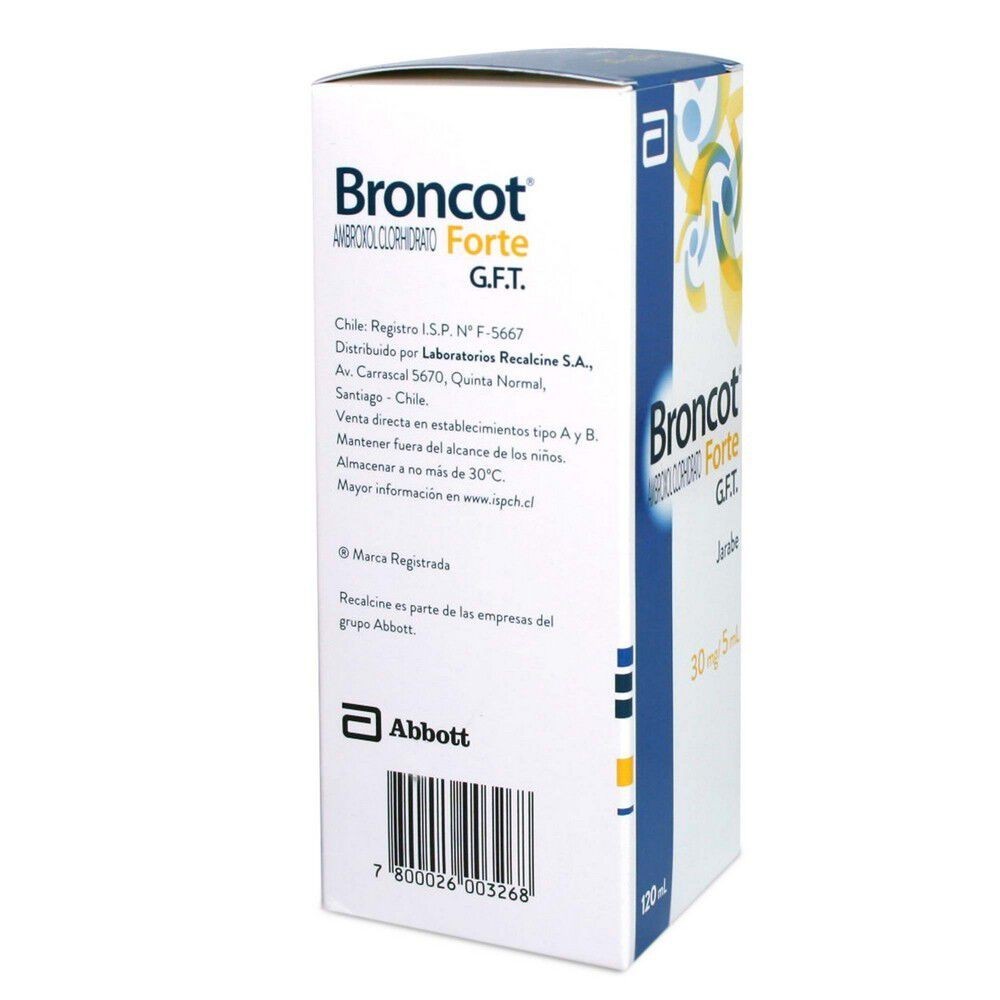 Broncot®
AMBROXOL CLORHIDRATO Forte
G.F.T.
Chile: Registro I.S.P. Nº F-5667
Distribuido por Laboratorios Recalcine S.A.,
Av. Carrascal 5670, Quinta Normal,
Santiago - Chile.
Venta directa en establecimientos tipo A y B.
Mantener fuera del alcance de los niños.
Almacenar a no más de 30°C.
Mayor información en www.ispch.cl
® Marca Registrada
Recalcine es parte de las empresas del
grupo Abbott.
Abbott
7 800026 003268
Broncot®
AMBROXOL CLORHIDRATO Forte
G.F.T.
Jarabe
30 mg/ 5 mL
120 mL